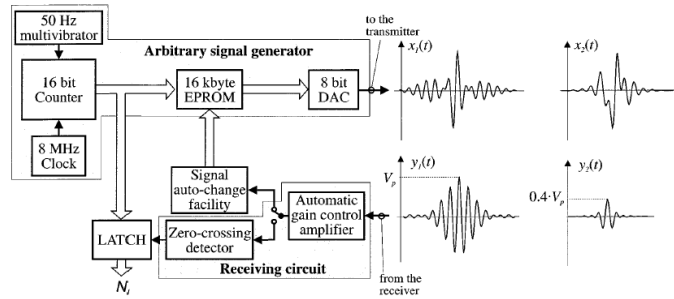 50 Hz
multivibrator
Arbitrary signal generator
16 bit
Counter
16 kbyte
EPROM
8 bit
DAC
8 MHz
Clock
to the
transmitter
x₁(t)
x₂(t)
Signal
auto-change
facility
Automatic
gain control
amplifier
LATCH
Zero-crossing
detector
Receiving circuit
Nᵢ
from the
receiver
y₁(t)
Vₚ
y₂(t)
0.4·Vₚ